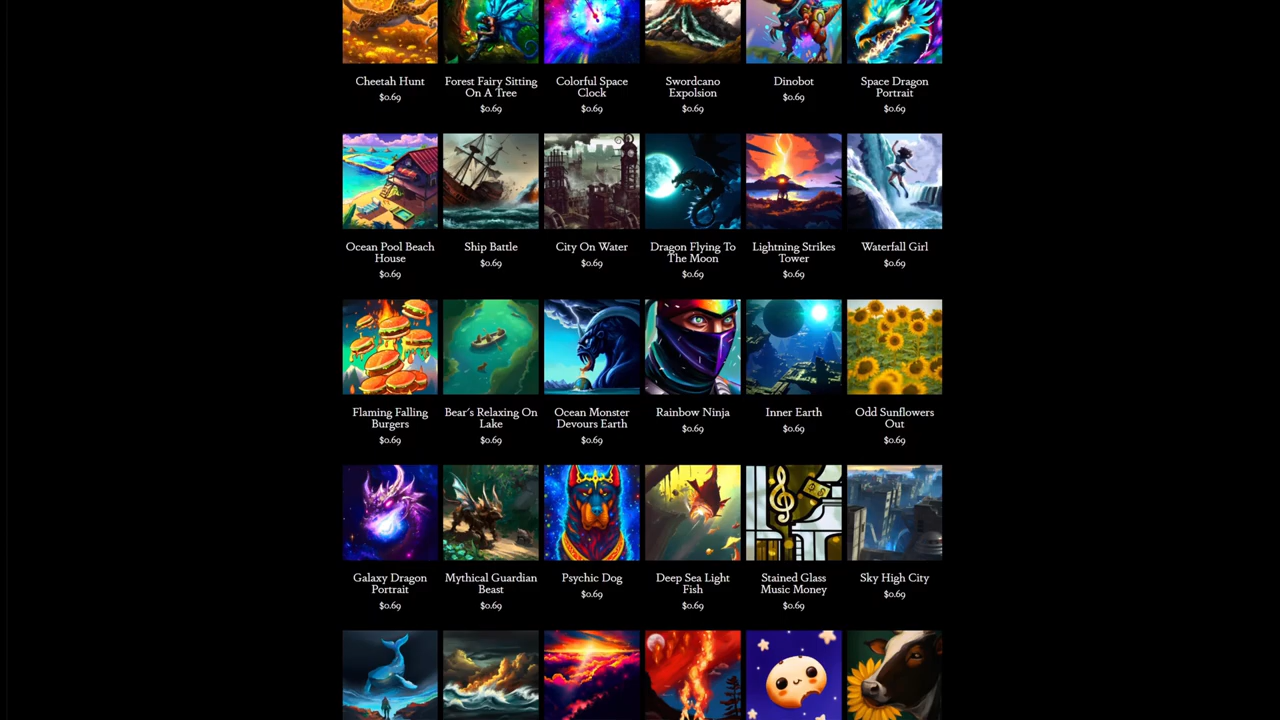 Cheetah Hunt
$0.69
Forest Fairy Sitting
On A Tree
$0.69
Colorful Space
Clock
$0.69
Swordcano
Expolsion
$0.69
Dinobot
$0.69
Space Dragon
Portrait
$0.69
Ocean Pool Beach
House
$0.69
Ship Battle
$0.69
City On Water
$0.69
Dragon Flying To
The Moon
$0.69
Lightning Strikes
Tower
$0.69
Waterfall Girl
$0.69
Flaming Falling
Burgers
$0.69
Bear's Relaxing On
Lake
$0.69
Ocean Monster
Devours Earth
$0.69
Rainbow Ninja
$0.69
Inner Earth
$0.69
Odd Sunflowers
Out
$0.69
Galaxy Dragon
Portrait
$0.69
Mythical Guardian
Beast
$0.69
Psychic Dog
$0.69
Deep Sea Light
Fish
$0.69
Stained Glass
Music Money
$0.69
Sky High City
$0.69